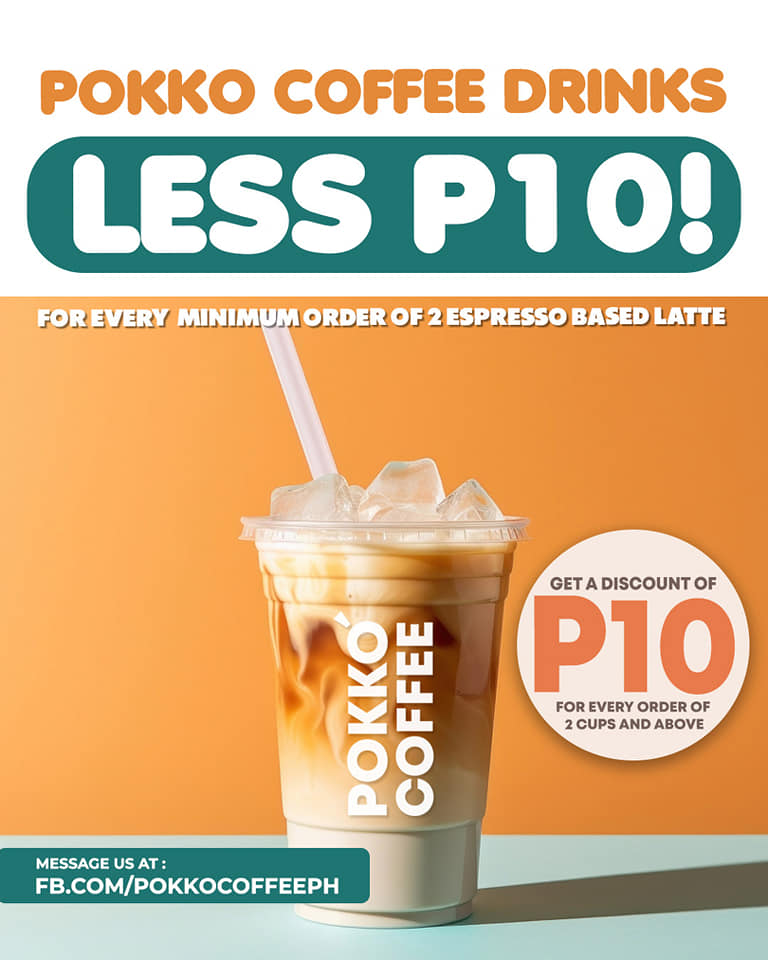 POKKO COFFEE DRINKS
LESS P10!
FOR EVERY MINIMUM ORDER OF 2 ESPRESSO BASED LATTE
POKKÒ
COFFEE
GET A DISCOUNT OF
P10
FOR EVERY ORDER OF
2 CUPS AND ABOVE
MESSAGE US AT :
FB.COM/POKKOCOFFEEPH